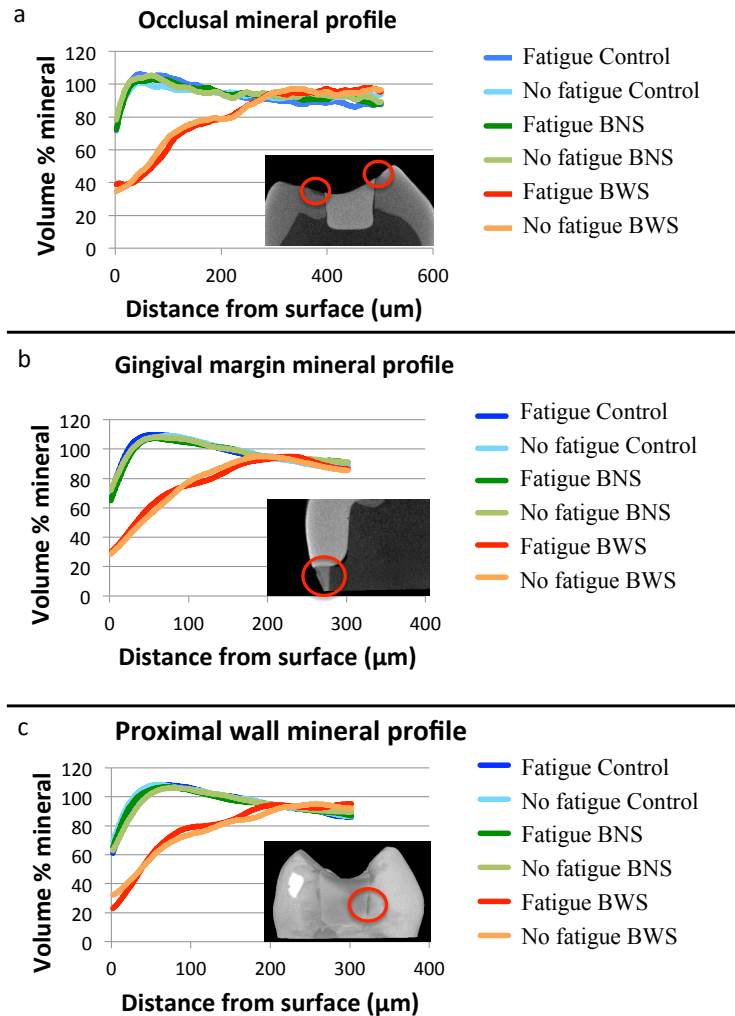 a
Occlusal mineral profile
120
100
80
60
40
20
0
0 200 400 600
Volume % mineral
Distance from surface (um)
Fatigue Control
No fatigue Control
Fatigue BNS
No fatigue BNS
Fatigue BWS
No fatigue BWS
b
Gingival margin mineral profile
120
100
80
60
40
20
0
0 100 200 300 400
Volume % mineral
Distance from surface (µm)
Fatigue Control
No fatigue Control
Fatigue BNS
No fatigue BNS
Fatigue BWS
No fatigue BWS
c
Proximal wall mineral profile
120
100
80
60
40
20
0
0 100 200 300 400
Volume % mineral
Distance from surface (µm)
Fatigue Control
No fatigue Control
Fatigue BNS
No fatigue BNS
Fatigue BWS
No fatigue BWS